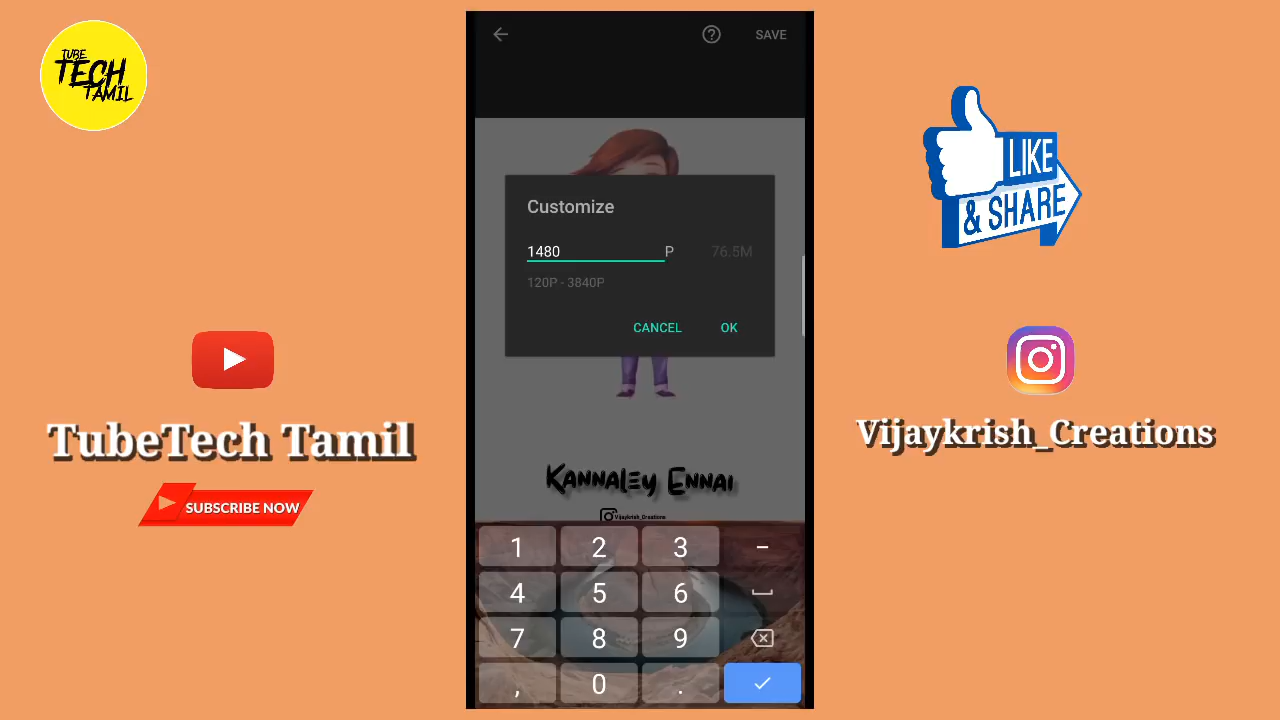 TUBE
TECH
TAMIL
SAVE
Customize
1480 P 76.5M
120P - 3840P
CANCEL OK
Kannaley Ennai
Vijaykrish_Creations
1 2 3 -
4 5 6
7 8 9
, 0 .
TubeTech Tamil
SUBSCRIBE NOW
LIKE
& SHARE
Vijaykrish_Creations